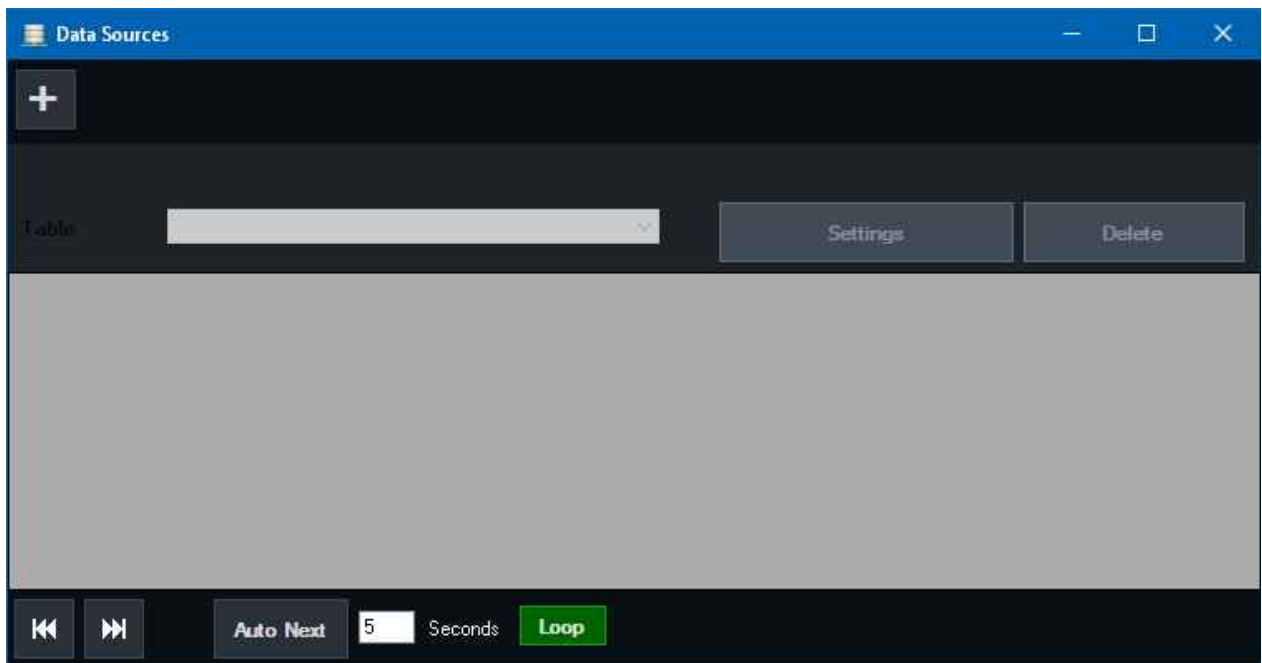 Data Sources
Table
Settings
Delete
Auto Next
5
Seconds
Loop